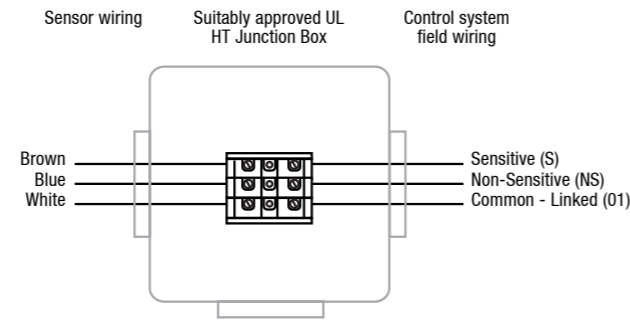 Sensor wiring
Suitably approved UL
HT Junction Box
Control system
field wiring
Brown
Blue
White
Sensitive (S)
Non-Sensitive (NS)
Common - Linked (01)